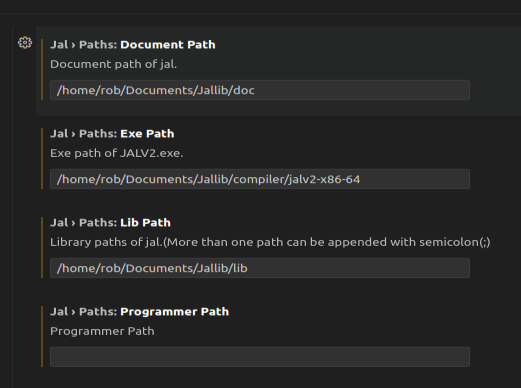 Jal › Paths: Document Path
Document path of jal.
/home/rob/Documents/Jallib/doc
Jal › Paths: Exe Path
Exe path of JALV2.exe.
/home/rob/Documents/Jallib/compiler/jalv2-x86-64
Jal › Paths: Lib Path
Library paths of jal.(More than one path can be appended with semicolon(;)
/home/rob/Documents/Jallib/lib
Jal › Paths: Programmer Path
Programmer Path